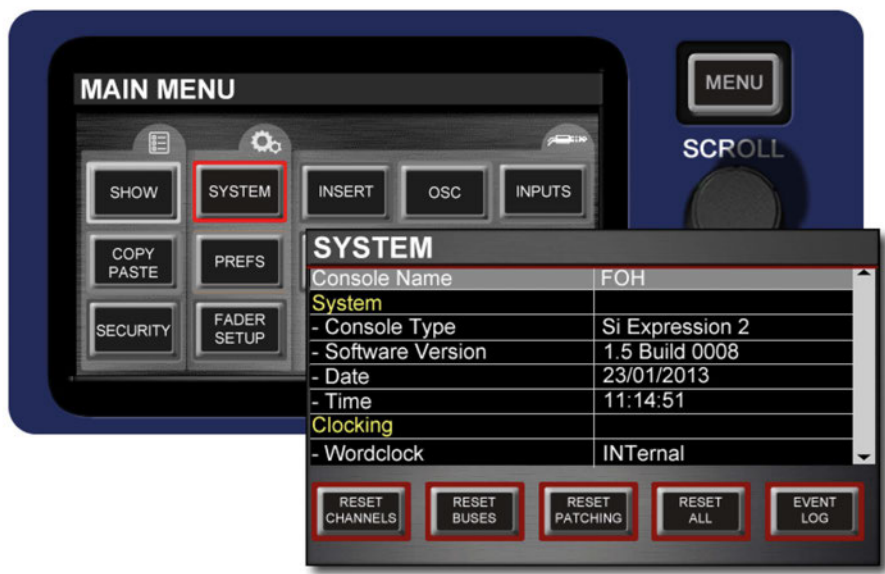 MAIN MENU
MENU
SCROLL
SHOW
SYSTEM
INSERT
OSC
INPUTS
COPY
PASTE
PREFS
SECURITY
FADER
SETUP
SYSTEM
Console Name FOH
System
- Console Type Si Expression 2
- Software Version 1.5 Build 0008
- Date 23/01/2013
- Time 11:14:51
Clocking
- Wordclock INTernal
RESET
CHANNELS
RESET
BUSES
RESET
PATCHING
RESET
ALL
EVENT
LOG